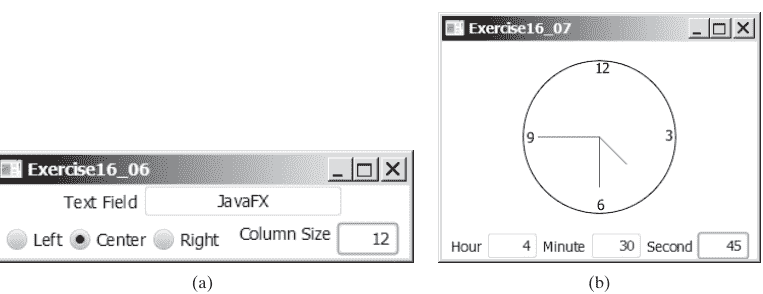 Exercise16_06
Text Field JavaFX
Left Center Right Column Size 12
(a)
Exercise16_07
12
9 3
6
Hour 4 Minute 30 Second 45
(b)